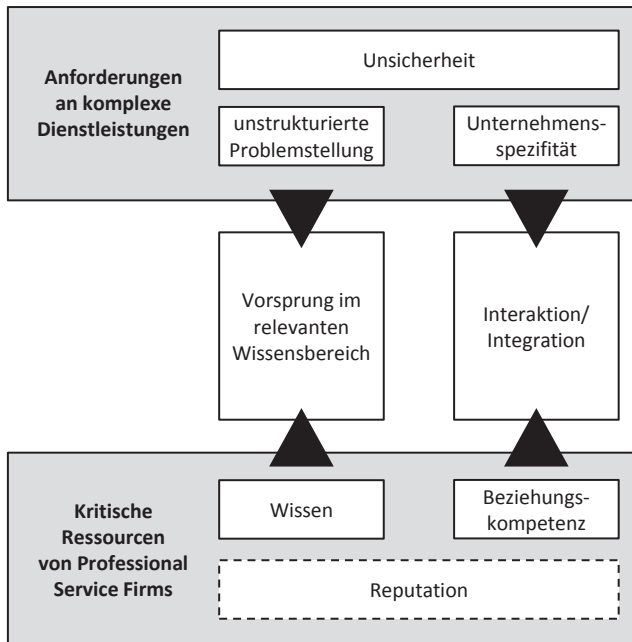 Anforderungen
an komplexe
Dienstleistungen
Unsicherheit
unstrukturierte
Problemstellung
Unternehmens-
spezifität
Vorsprung im
relevanten
Wissensbereich
Interaktion/
Integration
Kritische
Ressourcen
von Professional
Service Firms
Wissen
Beziehungs-
kompetenz
Reputation